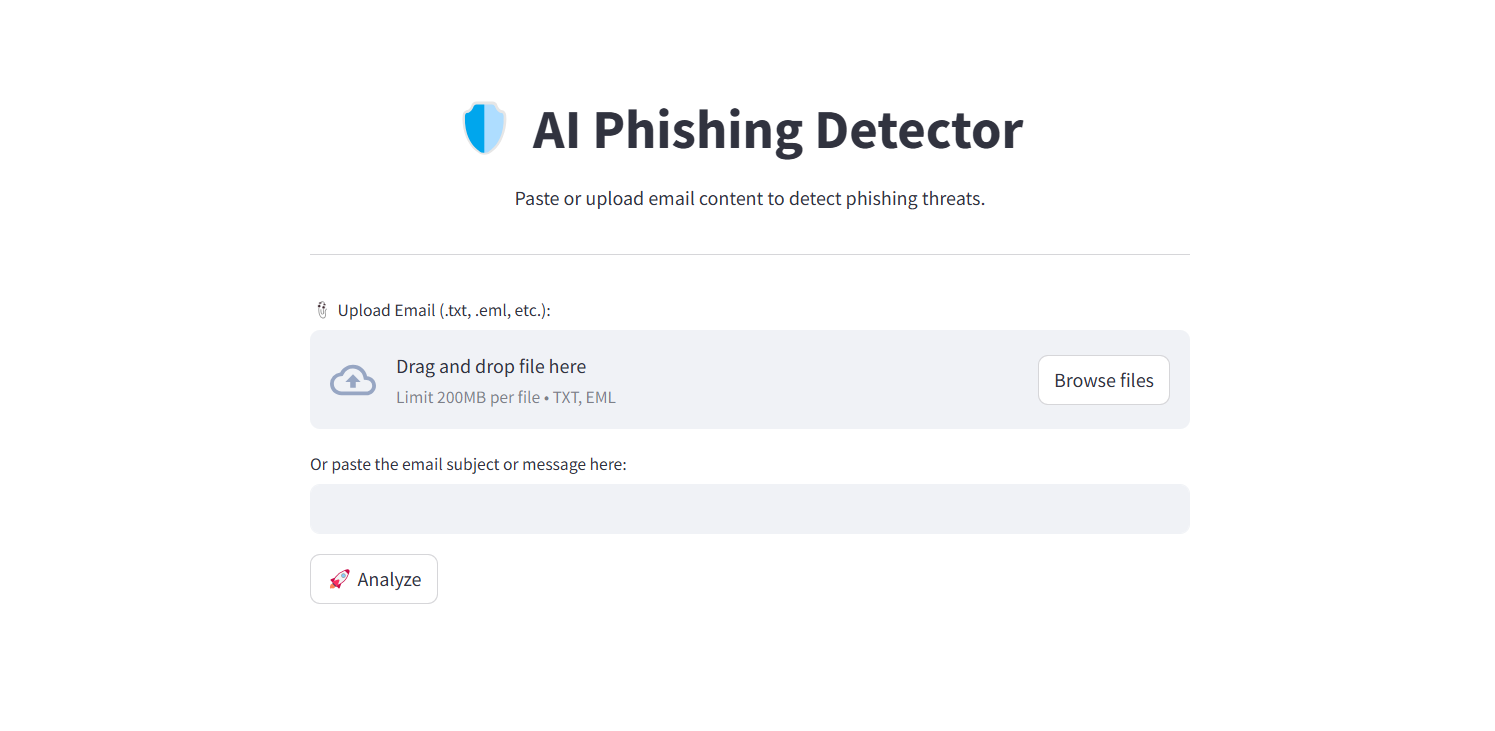 AI Phishing Detector
Paste or upload email content to detect phishing threats.
Upload Email (.txt, .eml, etc.):
Drag and drop file here
Limit 200MB per file • TXT, EML
Browse files
Or paste the email subject or message here:
Analyze